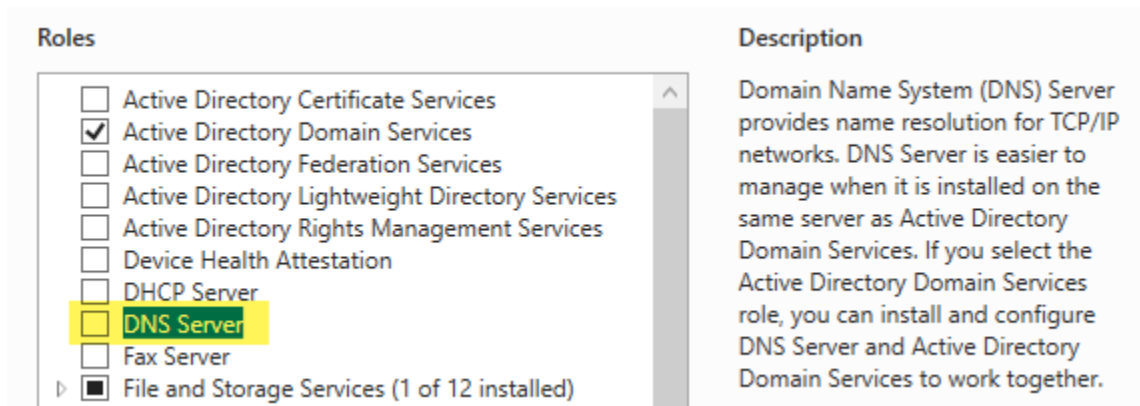 Roles
Active Directory Certificate Services
Active Directory Domain Services
Active Directory Federation Services
Active Directory Lightweight Directory Services
Active Directory Rights Management Services
Device Health Attestation
DHCP Server
DNS Server
Fax Server
File and Storage Services (1 of 12 installed)
Description
Domain Name System (DNS) Server
provides name resolution for TCP/IP
networks. DNS Server is easier to
manage when it is installed on the
same server as Active Directory
Domain Services. If you select the
Active Directory Domain Services
role, you can install and configure
DNS Server and Active Directory
Domain Services to work together.